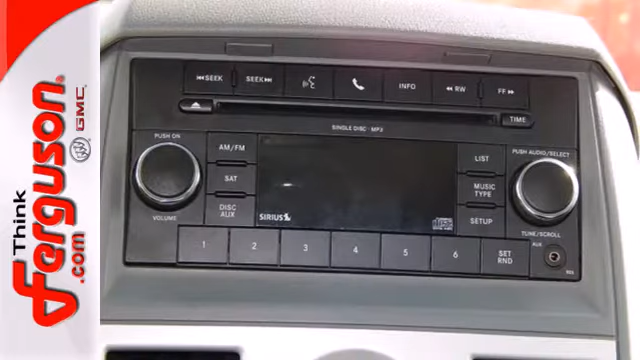 Think
Ferguson
.com
GMC
SEEK
SEEK
INFO
RW
FF
TIME
SINGLE DISC · MP3
PUSH ON
VOLUME
AM/FM
SAT
DISC
AUX
SIRIUS
LIST
MUSIC
TYPE
SETUP
PUSH AUDIO/SELECT
TUNE/SCROLL
AUX
1 2 3 4 5 6
SET
RND